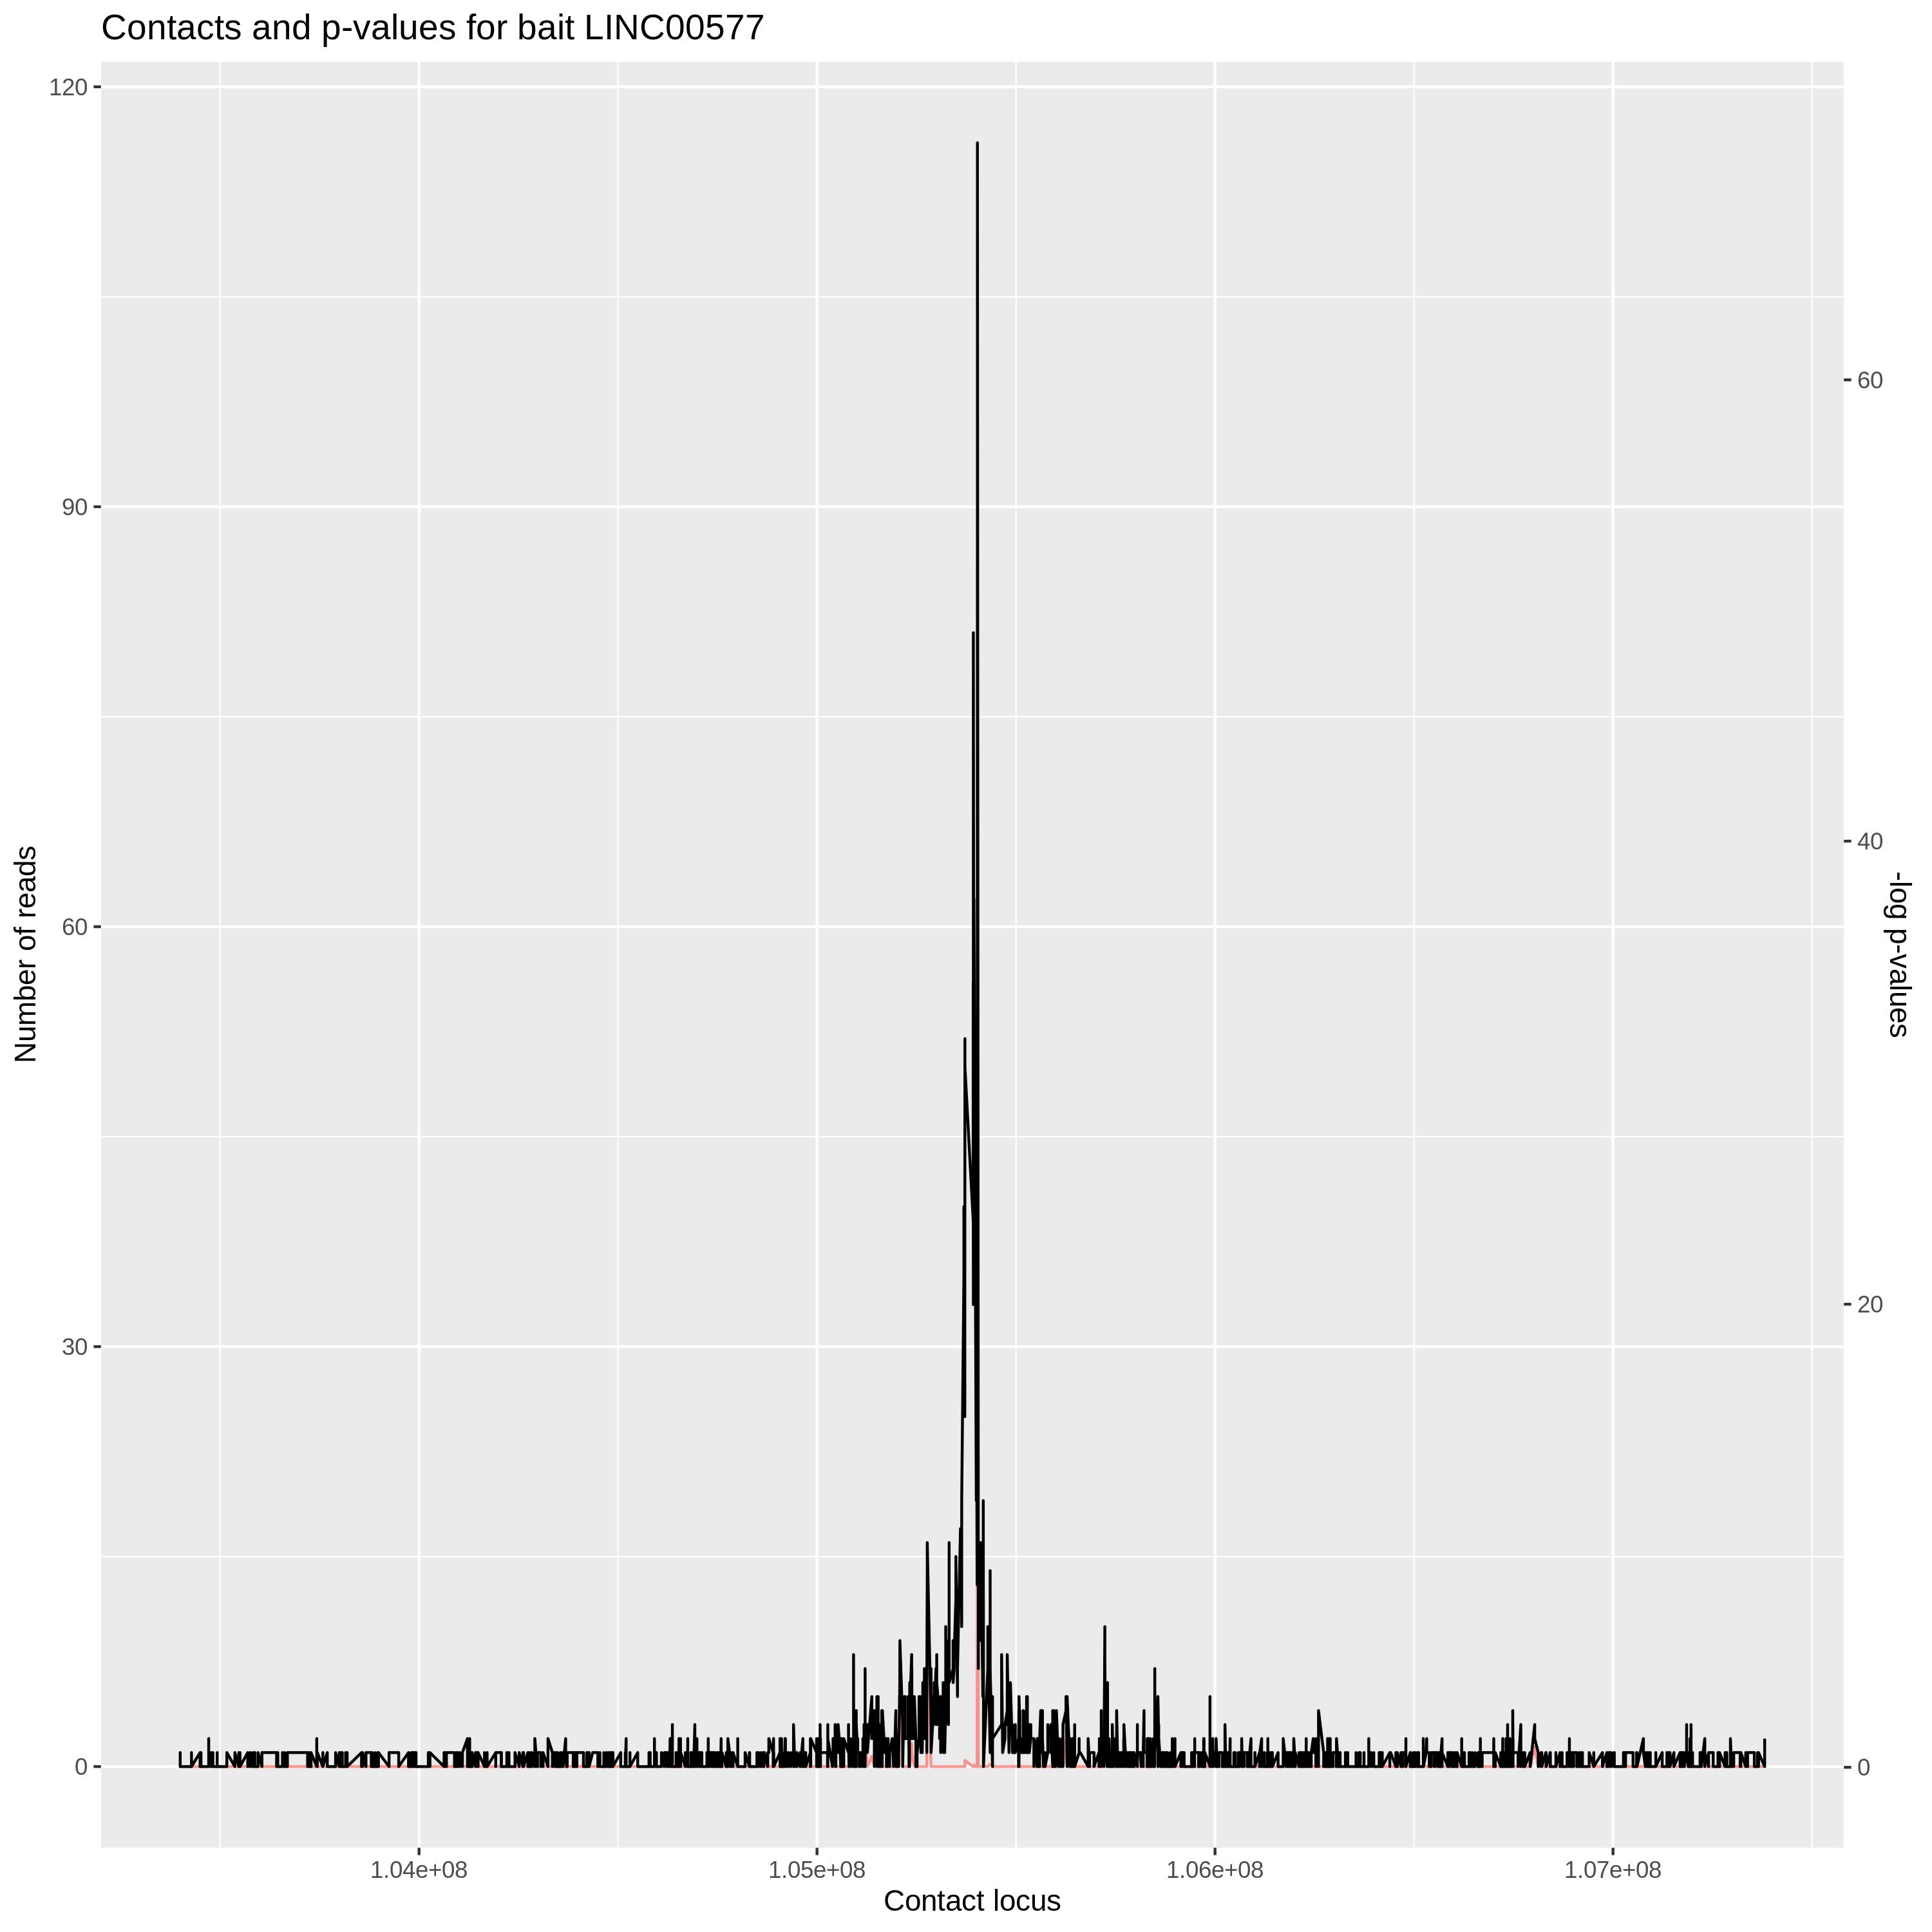 Contacts and p-values for bait LINC00577
120
90
60
30
0
Number of reads
60
40
20
0
-log p-values
1.04e+08
1.05e+08
1.06e+08
1.07e+08
Contact locus